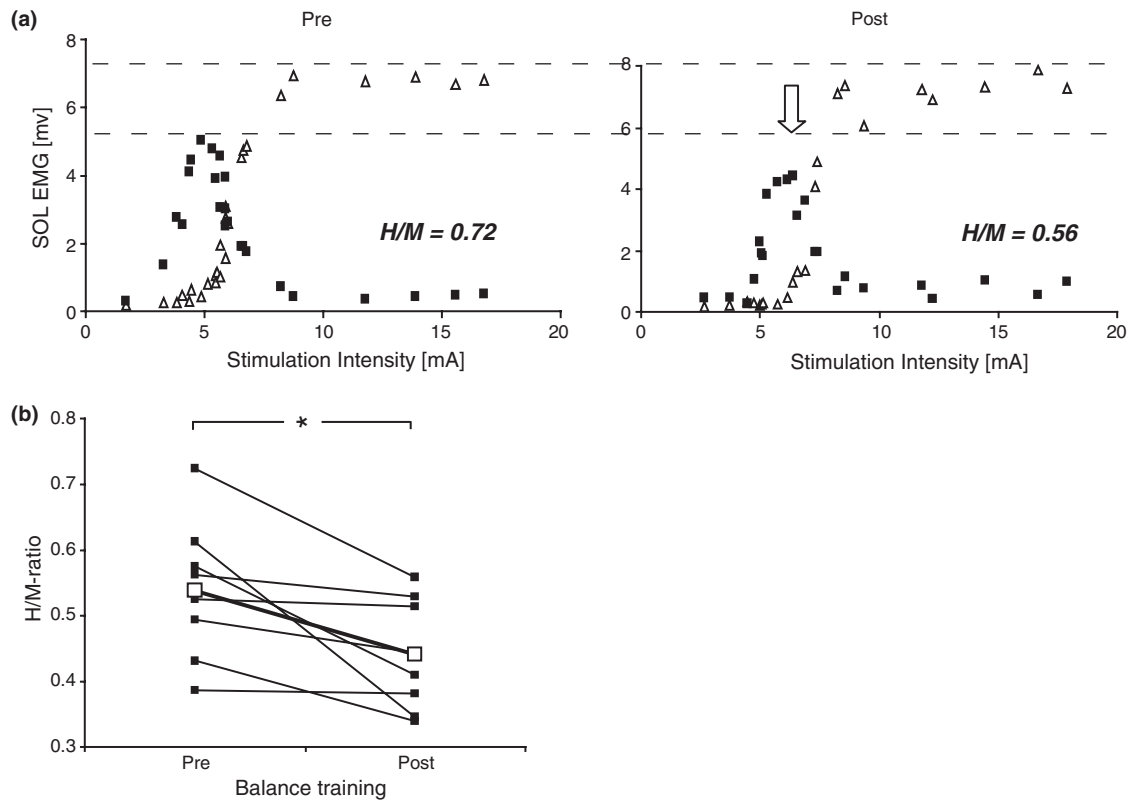 (a)
Pre
Post
SOL EMG [mv]
8
6
4
2
0
H/M = 0.72
0 5 10 15 20
Stimulation Intensity [mA]
8
6
4
2
0
H/M = 0.56
0 5 10 15 20
Stimulation Intensity [mA]
(b)
H/M-ratio
0.8
0.7
0.6
0.5
0.4
0.3
*
Pre Post
Balance training